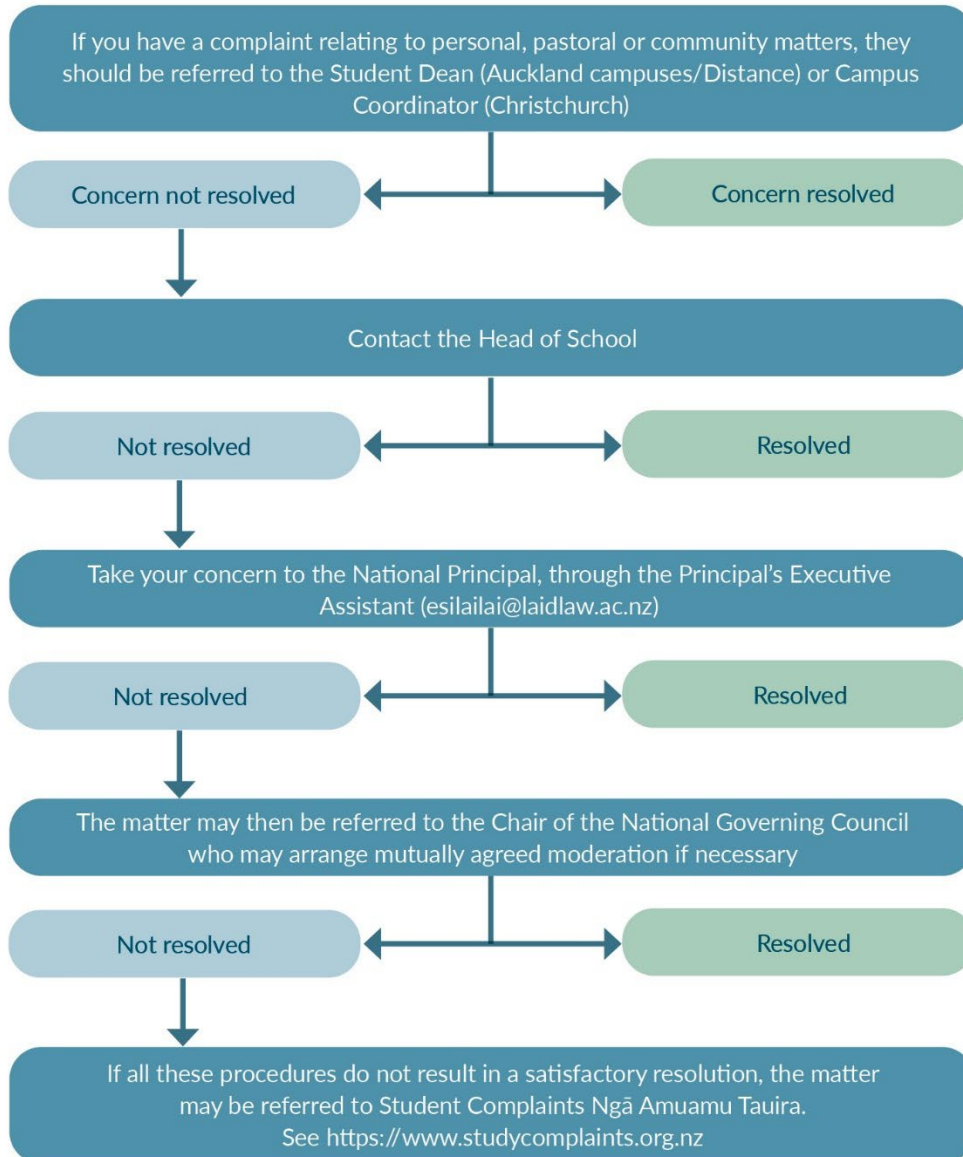 If you have a complaint relating to personal, pastoral or community matters, they
should be referred to the Student Dean (Auckland campuses/Distance) or Campus
Coordinator (Christchurch)
Concern not resolved
Concern resolved
Contact the Head of School
Not resolved
Resolved
Take your concern to the National Principal, through the Principal’s Executive
Assistant (esilailai@laidlaw.ac.nz)
Not resolved
Resolved
The matter may then be referred to the Chair of the National Governing Council
who may arrange mutually agreed moderation if necessary
Not resolved
Resolved
If all these procedures do not result in a satisfactory resolution, the matter
may be referred to Student Complaints Ngā Amuamu Tauira.
See https://www.studycomplaints.org.nz